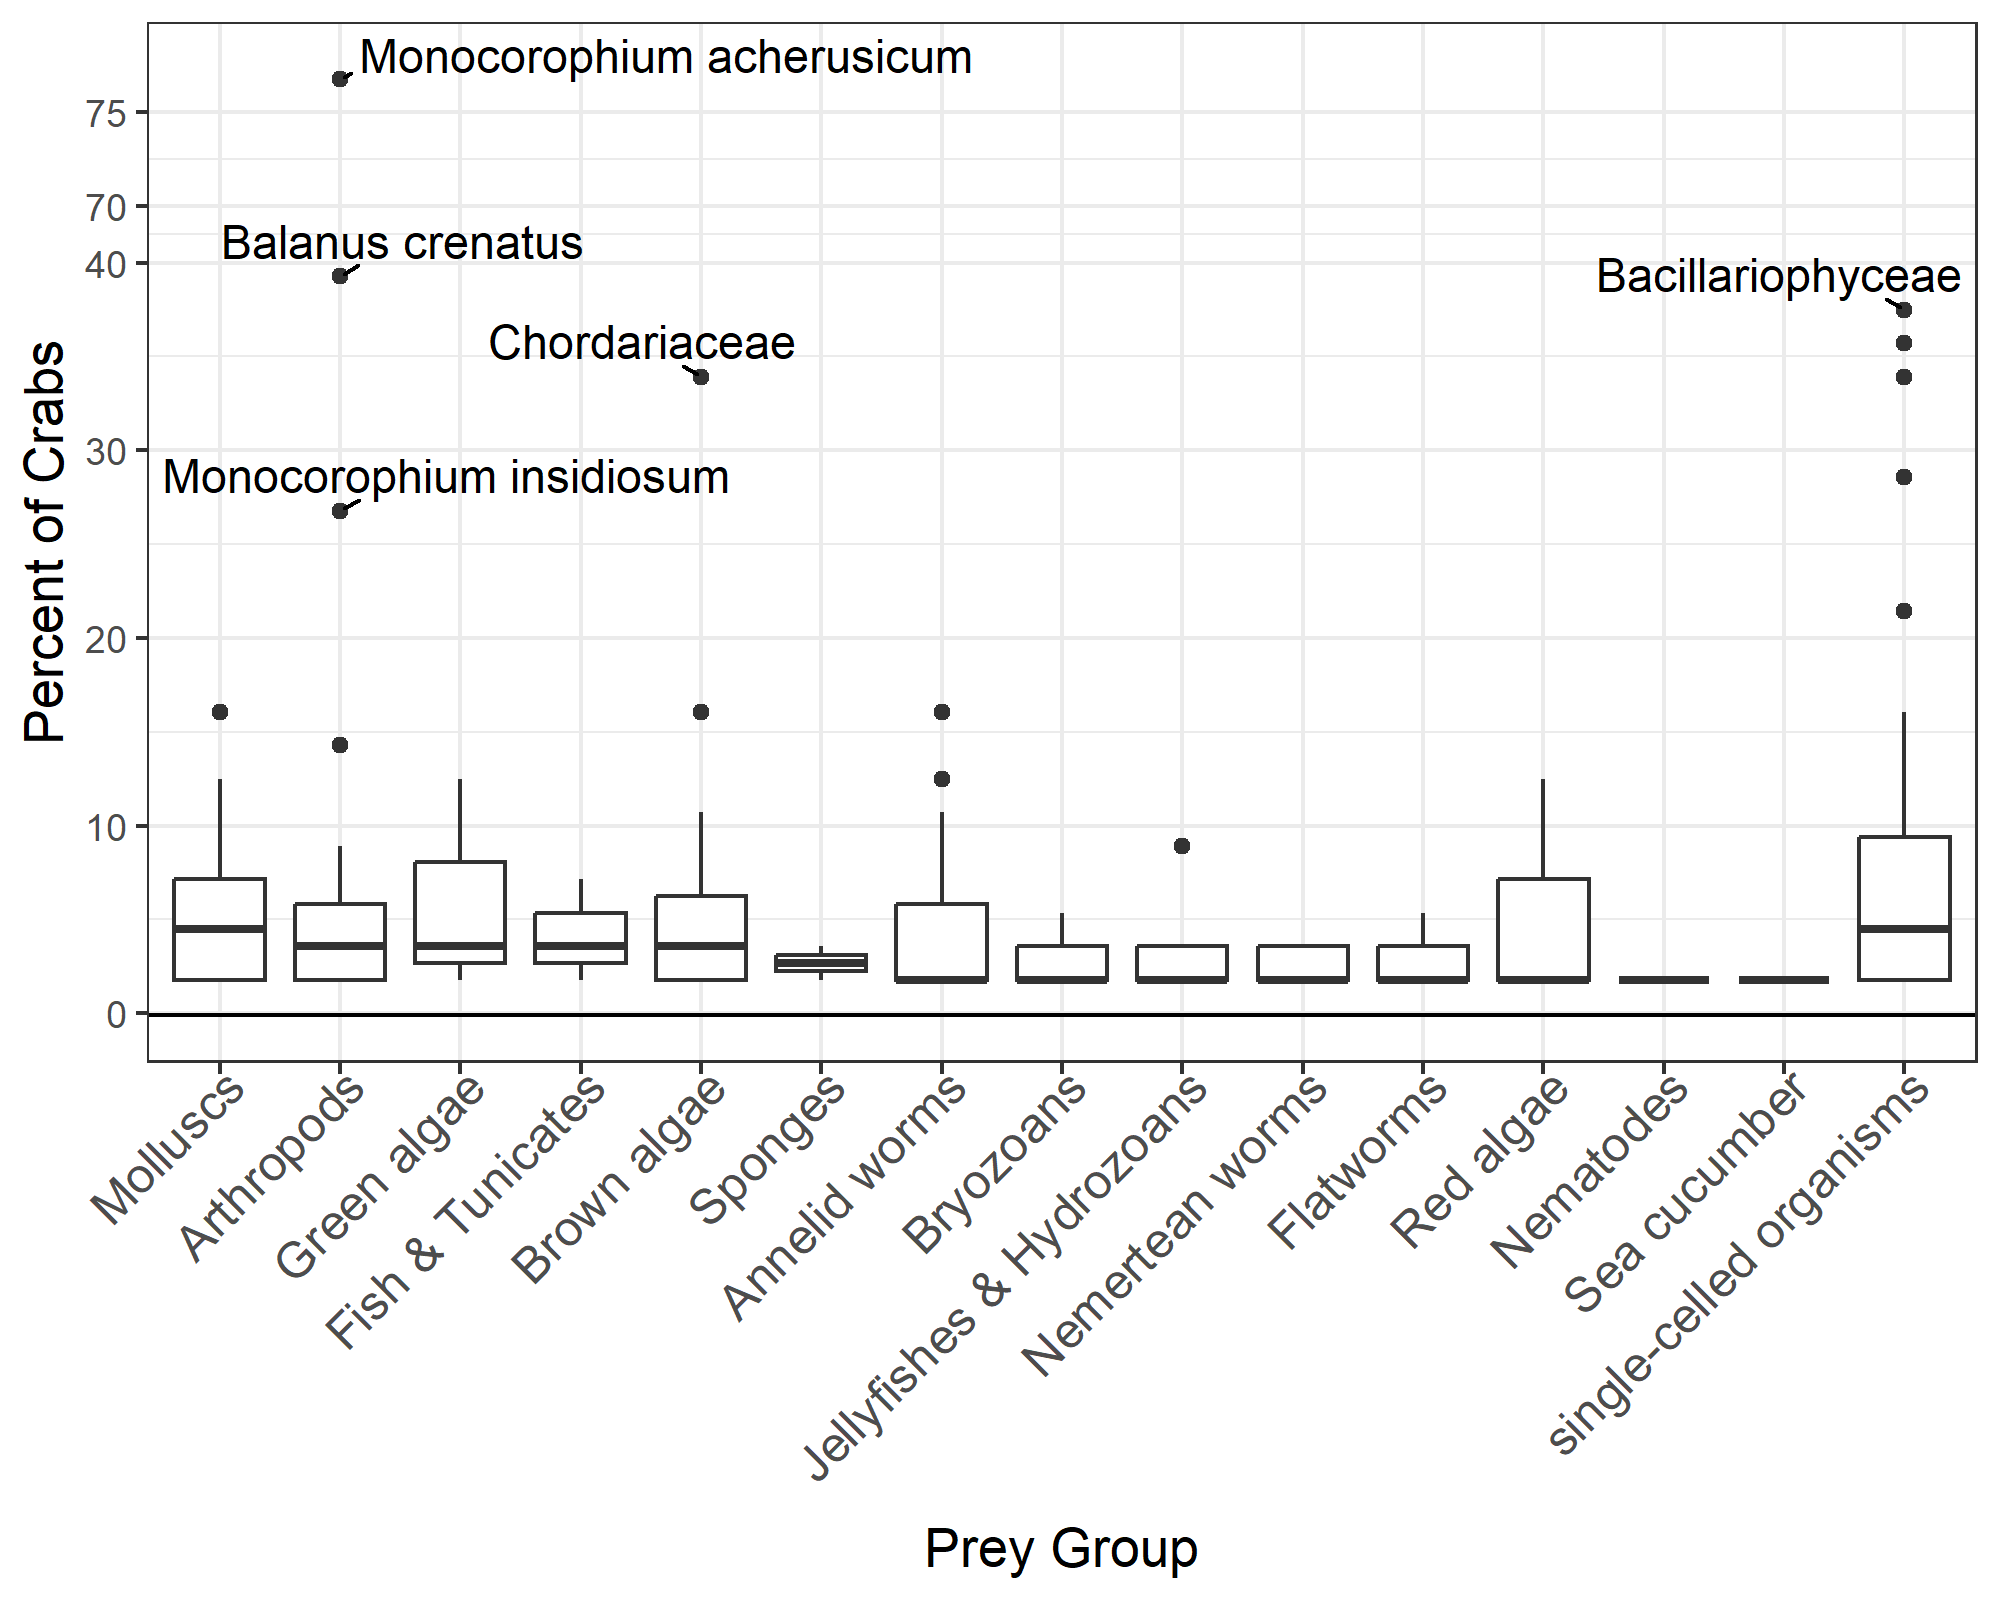 Monocorophium acherusicum
75
70
Balanus crenatus
40
Bacillariophyceae
Chordariaceae
30
Monocorophium insidiosum
20
10
0
Percent of Crabs
Molluscs
Arthropods
Green algae
Fish & Tunicates
Brown algae
Sponges
Annelid worms
Bryozoans
Jellyfishes & Hydrozoans
Nemertean worms
Flatworms
Red algae
Nematodes
Sea cucumber
single-celled organisms
Prey Group